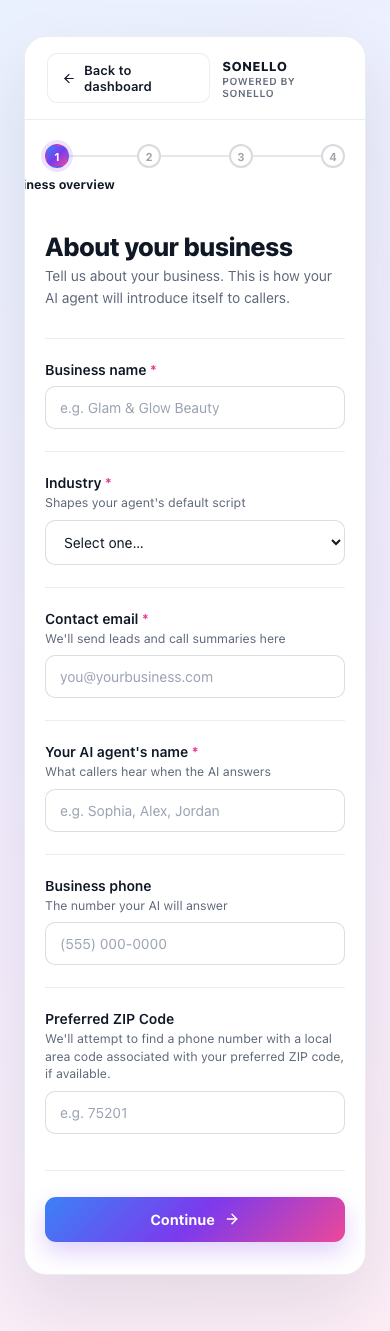 Back to
dashboard
SONELLO
POWERED BY
SONELLO
1
2
3
4
iness overview
About your business
Tell us about your business. This is how your
AI agent will introduce itself to callers.
Business name *
e.g. Glam & Glow Beauty
Industry *
Shapes your agent's default script
Select one...
Contact email *
We'll send leads and call summaries here
you@yourbusiness.com
Your AI agent's name *
What callers hear when the AI answers
e.g. Sophia, Alex, Jordan
Business phone
The number your AI will answer
(555) 000-0000
Preferred ZIP Code
We'll attempt to find a phone number with a local
area code associated with your preferred ZIP code,
if available.
e.g. 75201
Continue